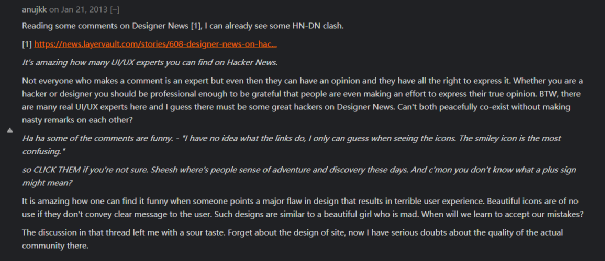 anujkk on Jan 21, 2013 [–]
Reading some comments on Designer News [1], I can already see some HN-DN clash.
[1] https://news.layervault.com/stories/608-designer-news-on-hac...
It's amazing how many UI/UX experts you can find on Hacker News.
Not everyone who makes a comment is an expert but even then they can have an opinion and they have all the right to express it. Whether you are a
hacker or designer you should be professional enough to be grateful that people are even making an effort to express their true opinion. BTW, there
are many real UI/UX experts here and I guess there must be some great hackers on Designer News. Can't both peacefully co-exist without making
nasty remarks on each other?
Ha ha some of the comments are funny. - "I have no idea what the links do, I only can guess when seeing the icons. The smiley icon is the most
confusing."
so CLICK THEM if you're not sure. Sheesh where's people sense of adventure and discovery these days. And c'mon you don't know what a plus sign
might mean?
It is amazing how one can find it funny when someone points a major flaw in design that results in terrible user experience. Beautiful icons are of no
use if they don't convey clear message to the user. Such designs are similar to a beautiful girl who is mad. When will we learn to accept our mistakes?
The discussion in that thread left me with a sour taste. Forget about the design of site, now I have serious doubts about the quality of the actual
community there.